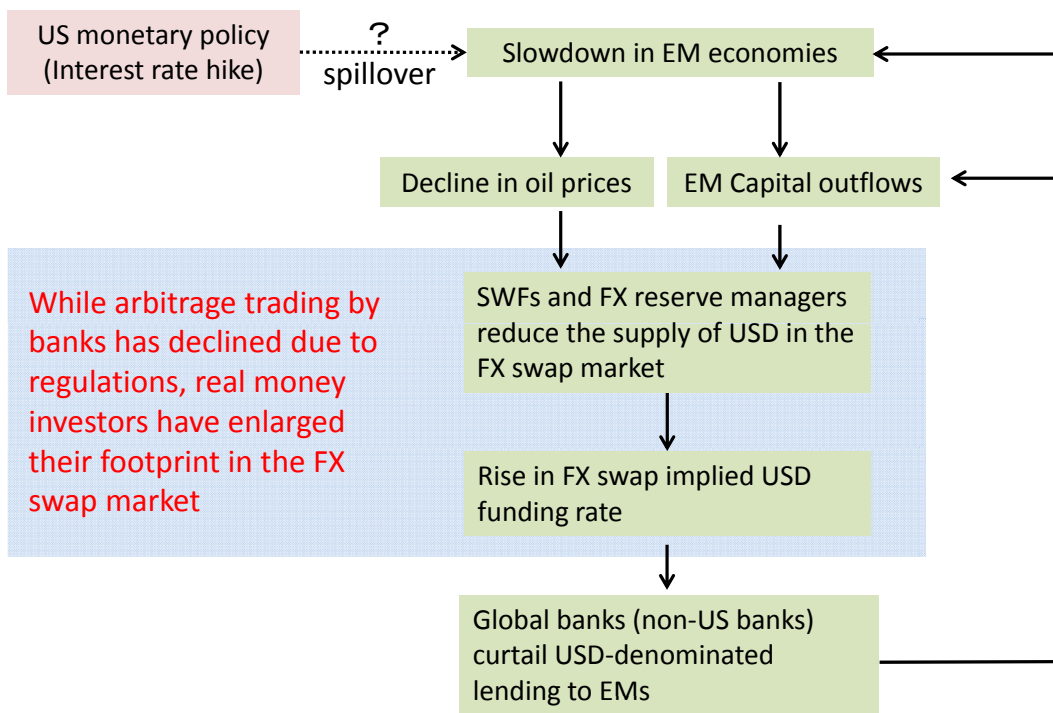 US monetary policy
(Interest rate hike)
?
spillover
Slowdown in EM economies
Decline in oil prices
EM Capital outflows
While arbitrage trading by
banks has declined due to
regulations, real money
investors have enlarged
their footprint in the FX
swap market
SWFs and FX reserve managers
reduce the supply of USD in the
FX swap market
Rise in FX swap implied USD
funding rate
Global banks (non-US banks)
curtail USD-denominated
lending to EMs